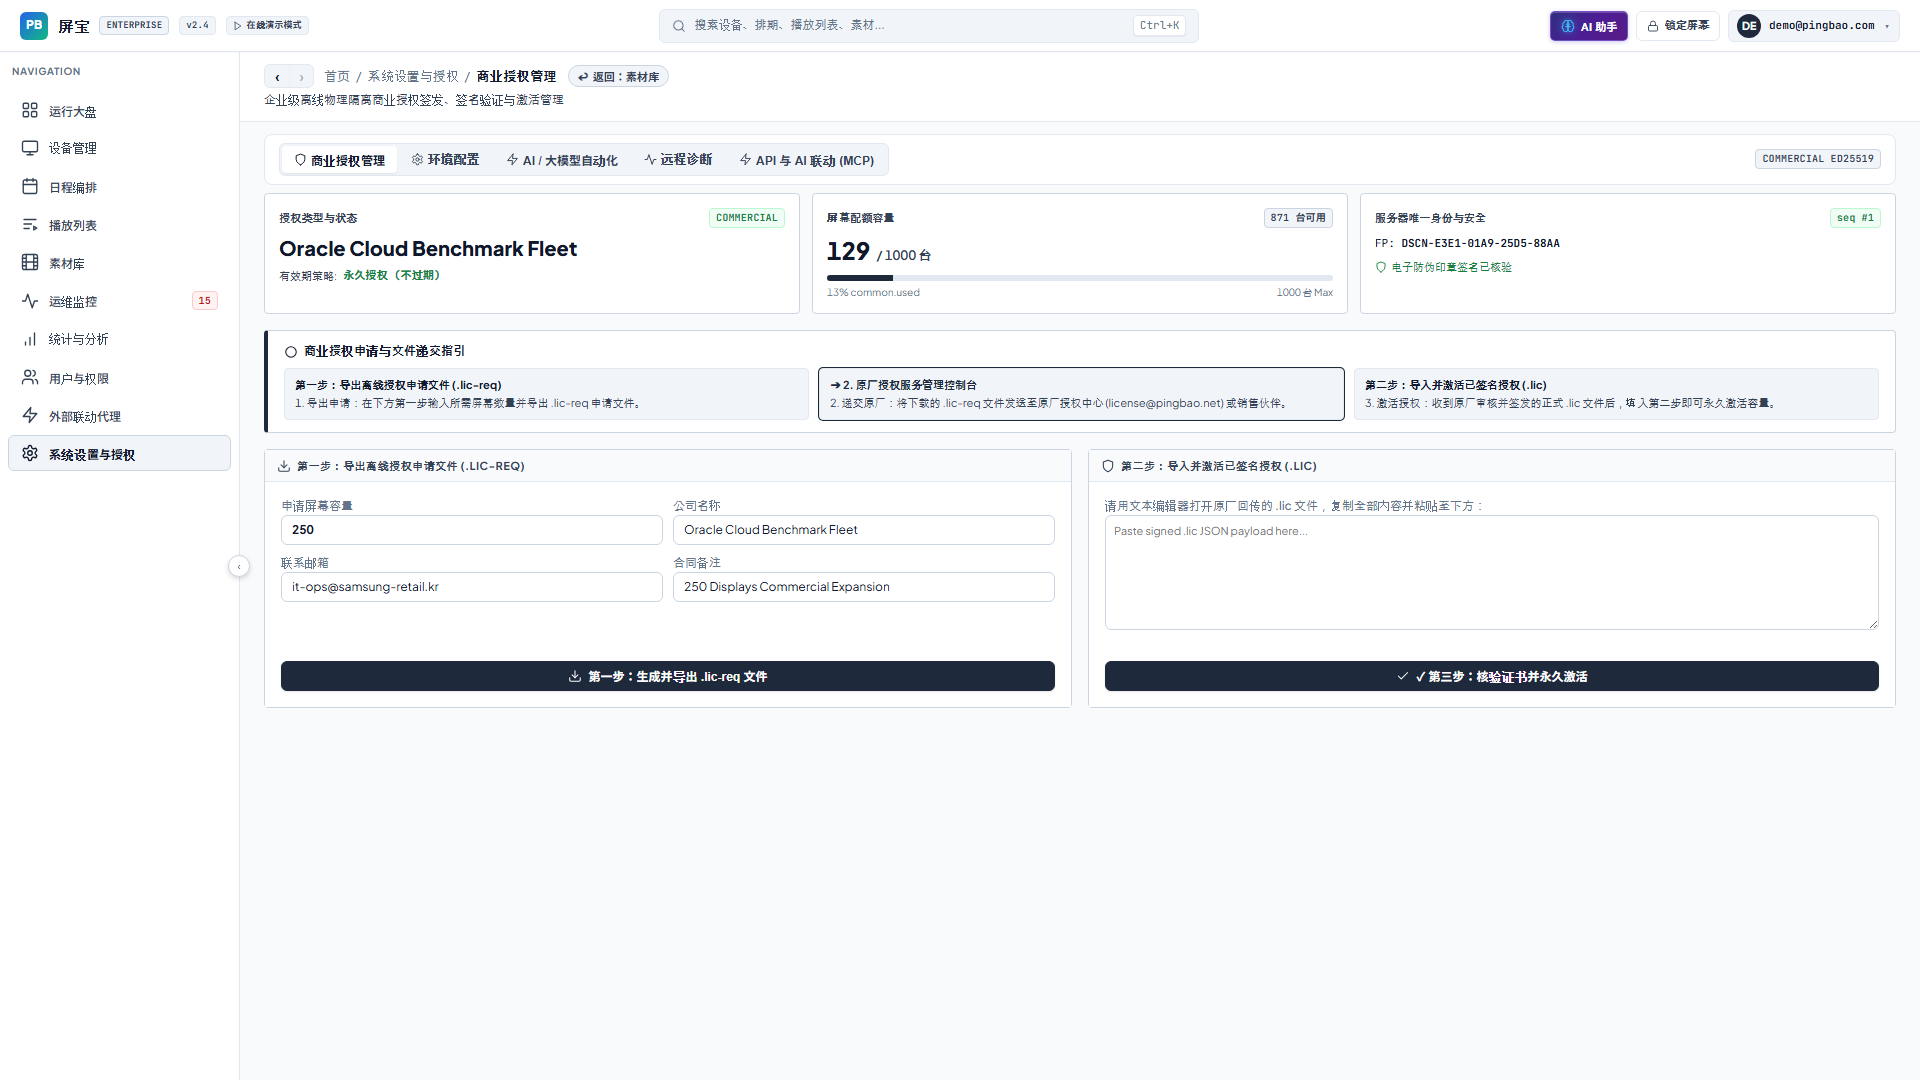 PB 屏宝 ENTERPRISE v2.4 在线演示模式
搜索设备、排期、播放列表、素材... Ctrl+K
AI 助手 锁定屏幕 DE demo@pingbao.com
NAVIGATION
运行大盘
设备管理
日程编排
播放列表
素材库
运维监控 15
统计与分析
用户与权限
外部联动代理
系统设置与授权
‹ › 首页 / 系统设置与授权 / 商业授权管理 ↩ 返回：素材库
企业级离线物理隔离商业授权签发、签名验证与激活管理
商业授权管理 环境配置 AI / 大模型自动化 远程诊断 API 与 AI 联动 (MCP) COMMERCIAL ED25519
授权类型与状态 COMMERCIAL
Oracle Cloud Benchmark Fleet
有效期策略: 永久授权（不过期）
屏幕配额容量 871 台可用
129 / 1000 台
13% common.used 1000 台 Max
服务器唯一身份与安全 seq #1
FP: DSCN-E3E1-01A9-25D5-88AA
电子防伪印章签名已核验
商业授权申请与文件递交指引
第一步：导出离线授权申请文件 (.lic-req)
1. 导出申请：在下方第一步输入所需屏幕数量并导出 .lic-req 申请文件。
➔ 2. 原厂授权服务管理控制台
2. 递交原厂：将下载的 .lic-req 文件发送至原厂授权中心 (license@pingbao.net) 或销售伙伴。
第二步：导入并激活已签名授权 (.lic)
3. 激活授权：收到原厂审核并签发的正式 .lic 文件后，填入第二步即可永久激活容量。
第一步：导出离线授权申请文件 (.LIC-REQ)
申请屏幕容量 公司名称
250 Oracle Cloud Benchmark Fleet
联系邮箱 合同备注
it-ops@samsung-retail.kr 250 Displays Commercial Expansion
第一步：生成并导出 .lic-req 文件
第二步：导入并激活已签名授权 (.LIC)
请用文本编辑器打开原厂回传的 .lic 文件，复制全部内容并粘贴至下方：
Paste signed .lic JSON payload here...
✓ 第三步：核验证书并永久激活